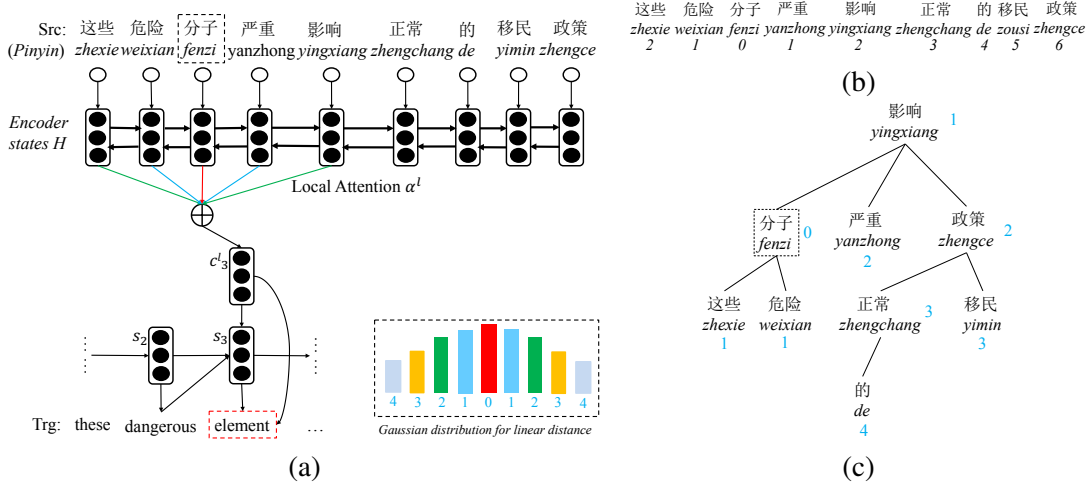 Src: 这些 危险 分子 严重 影响 正常 的 移民 政策
(Pinyin) zhexie weixian fenzi yanzhong yingxiang zhengchang de yimin zhengce
Encoder
states H
Local Attention αˡ
cˡ₃
s₂ s₃
Trg: these dangerous element ...
4 3 2 1 0 1 2 3 4
Gaussian distribution for linear distance
(a)
这些 危险 分子 严重 影响 正常 的 移民 政策
zhexie weixian fenzi yanzhong yingxiang zhengchang de zousi zhengce
2 1 0 1 2 3 4 5 6
(b)
影响 1
yingxiang
分子 严重 政策
fenzi 0 yanzhong zhengce 2
2
这些 危险 正常 移民
zhexie weixian zhengchang 3 yimin
1 1 3
的
de
4
(c)